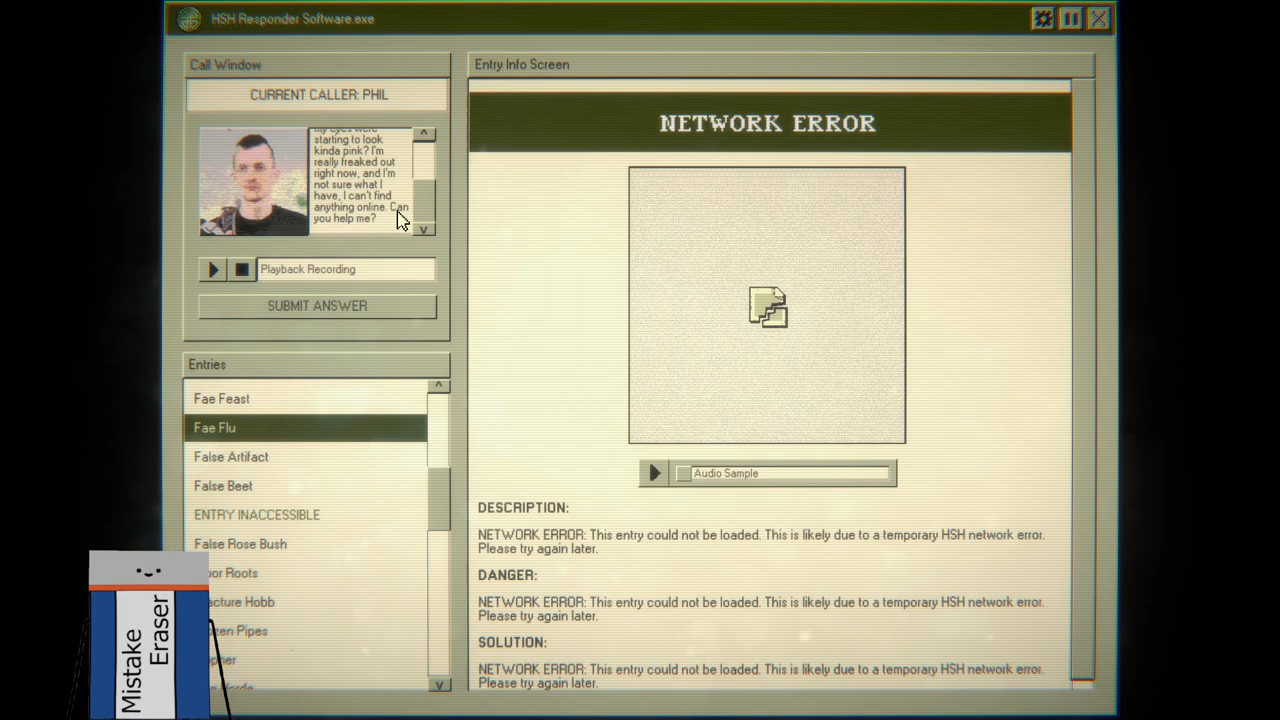 HSH Responder Software.exe
Call Window
CURRENT CALLER: PHIL
my eyes were
starting to look
kinda pink? I'm
really freaked out
right now, and I'm
not sure what I
have, I can't find
anything online. Can
you help me?
Playback Recording
SUBMIT ANSWER
Entries
Fae Feast
Fae Flu
False Artifact
False Beet
ENTRY INACCESSIBLE
False Rose Bush
Roots
Hobb
Pipes
Mistake
Eraser
Entry Info Screen
NETWORK ERROR
Audio Sample
DESCRIPTION:
NETWORK ERROR: This entry could not be loaded. This is likely due to a temporary HSH network error.
Please try again later.
DANGER:
NETWORK ERROR: This entry could not be loaded. This is likely due to a temporary HSH network error.
Please try again later.
SOLUTION:
NETWORK ERROR: This entry could not be loaded. This is likely due to a temporary HSH network error.
Please try again later.